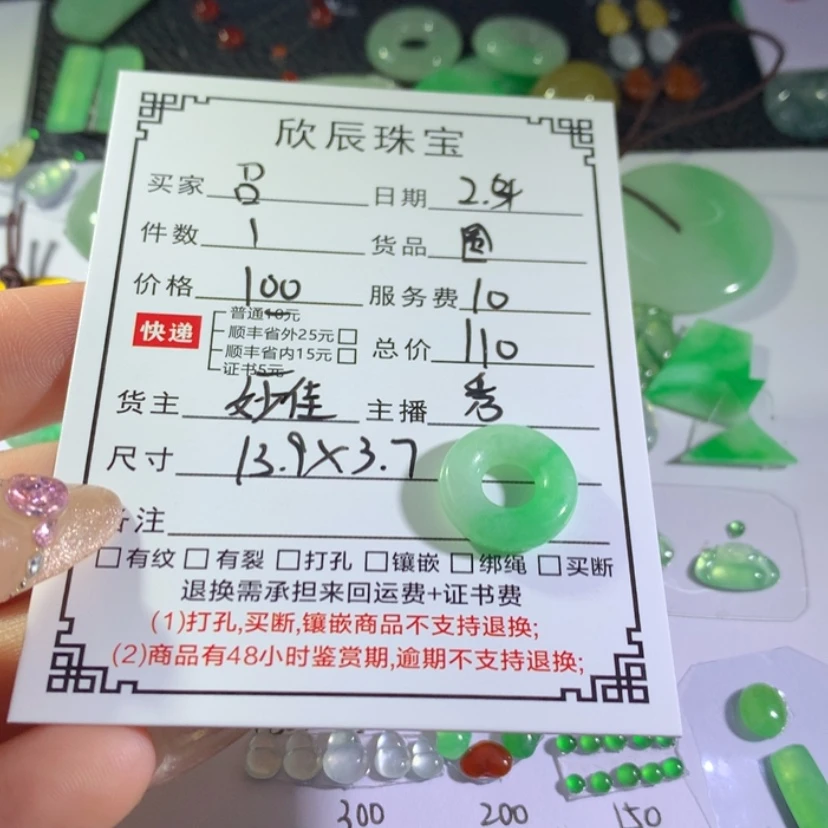 欣辰珠宝
买家 吕 日期
件数 1 货品 圆
价格 100 服务费 10
普通10元
快递 顺丰省外25元
顺丰省内15元 总价 110
证书5元
货主 妙佳 主播 秀
尺寸 13.9×3.7
备注
有纹 有裂 打孔 镶嵌 绑绳 买断
退换需承担来回运费+证书费
(1)打孔,买断,镶嵌商品不支持退换;
(2)商品有48小时鉴赏期,逾期不支持退换;
300 200 150